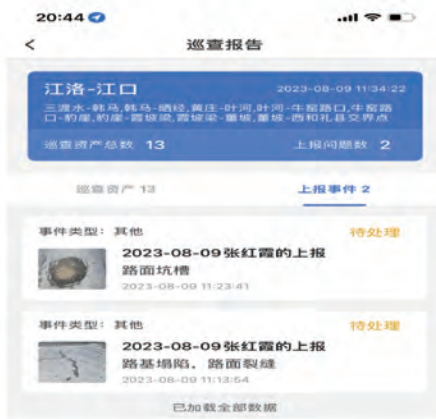 20:44
巡查报告
江洛-江口
2023-08-09 11:34:22
三渡水-韩马,韩马-晒经,黄庄-叶河,叶河-牛窑路口,牛窑路
口-豹崖,豹崖-晋坡梁,晋坡梁-董坡,董坡-西和礼县交界点
巡查资产总数 13
上报问题数 2
巡查资产 13
上报事件 2
事件类型：其他
待处理
2023-08-09张红霞的上报
路面坑槽
2023-08-09 11:23:41
事件类型：其他
待处理
2023-08-09张红霞的上报
路基塌陷、路面裂缝
2023-08-09 11:13:54
已加载全部数据